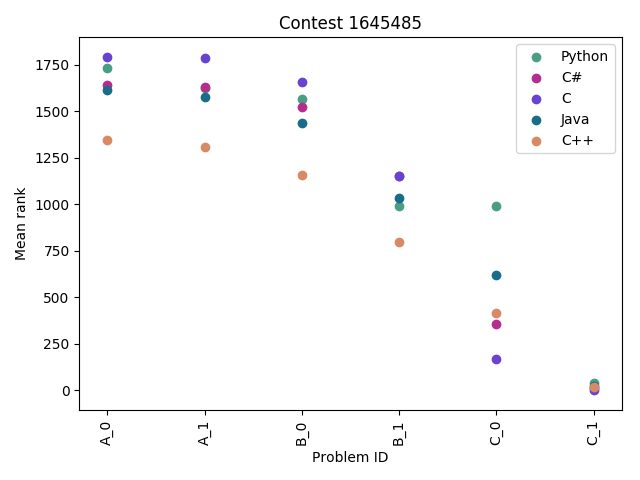 Contest 1645485
Python
C#
C
Java
C++
Mean rank
1750
1500
1250
1000
750
500
250
0
A_0
A_1
B_0
B_1
C_0
C_1
Problem ID